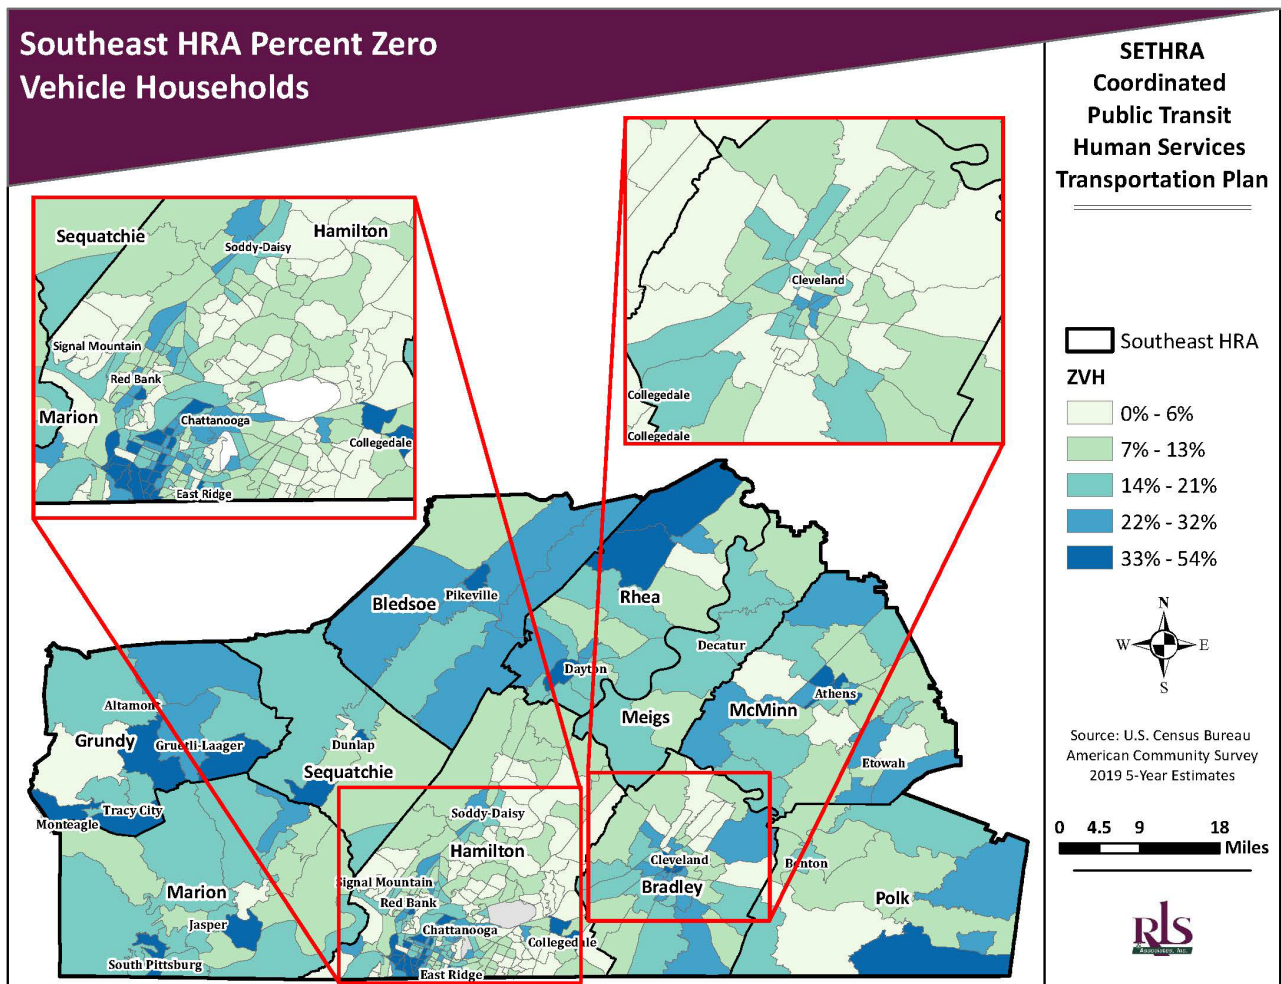 Southeast HRA Percent Zero
Vehicle Households
SETHRA
Coordinated
Public Transit
Human Services
Transportation Plan
Southeast HRA
ZVH
0% - 6%
7% - 13%
14% - 21%
22% - 32%
33% - 54%
N
W
E
S
Source: U.S. Census Bureau
American Community Survey
2019 5-Year Estimates
0 4.5 9 18
Miles
RLS
& Associates, Inc.
Sequatchie
Hamilton
Soddy-Daisy
Signal Mountain
Red Bank
Marion
Chattanooga
Collegedale
East Ridge
Cleveland
Collegedale
Collegedale
Bledsoe
Pikeville
Rhea
Dayton
Decatur
Meigs
McMinn
Athens
Etowah
Altamont
Grundy
Gruetli-Laager
Dunlap
Sequatchie
Tracy City
Monteagle
Soddy-Daisy
Hamilton
Signal Mountain
Red Bank
Chattanooga
Collegedale
East Ridge
Cleveland
Bradley
Benton
Polk
Marion
Jasper
South Pittsburg